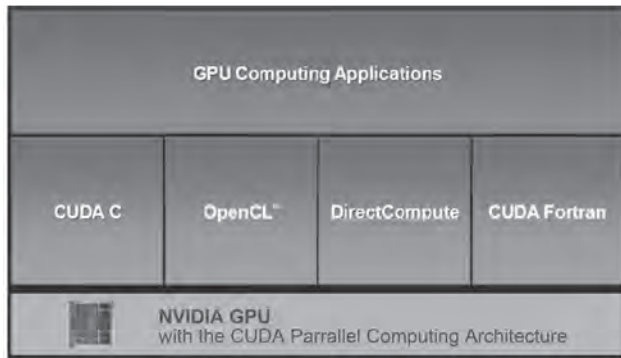 GPU Computing Applications
CUDA C
OpenCL™
DirectCompute
CUDA Fortran
NVIDIA GPU
with the CUDA Parrallel Computing Architecture